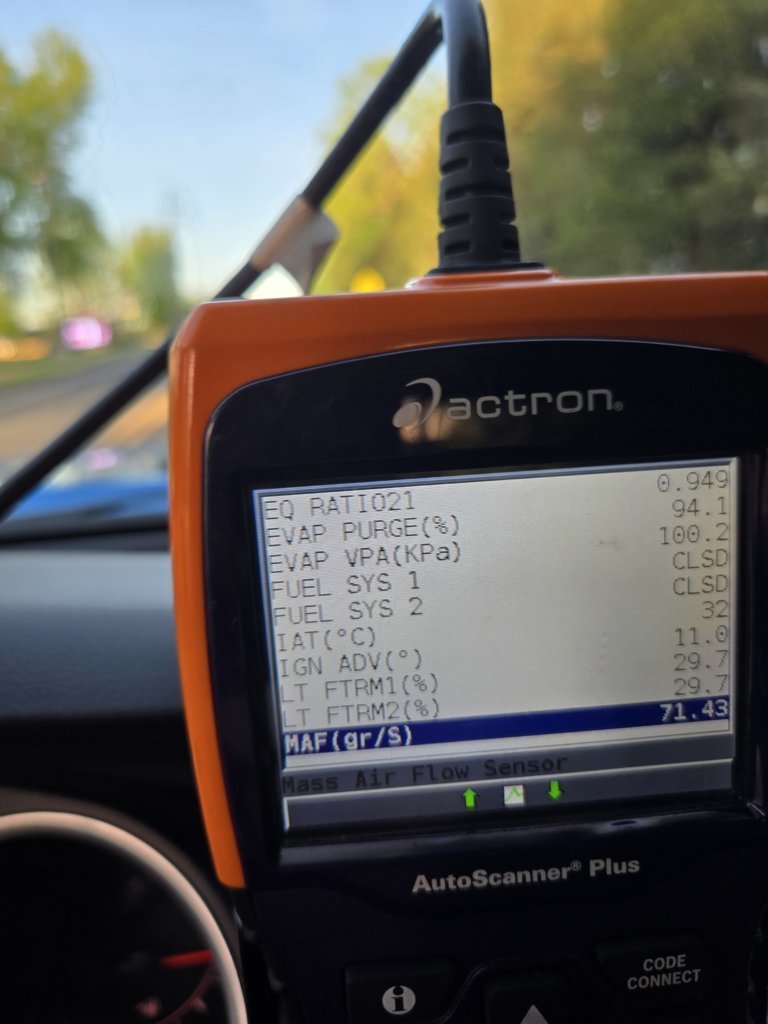 actron®
EQ RATIO21 0.949
EVAP PURGE(%) 94.1
EVAP VPA(KPa) 100.2
FUEL SYS 1 CLSD
FUEL SYS 2 CLSD
IAT(°C) 32
IGN ADV(°) 11.0
LT FTRM1(%) 29.7
LT FTRM2(%) 29.7
MAF(gr/S) 71.43
Mass Air Flow Sensor
AutoScanner® Plus
CODE
CONNECT
i